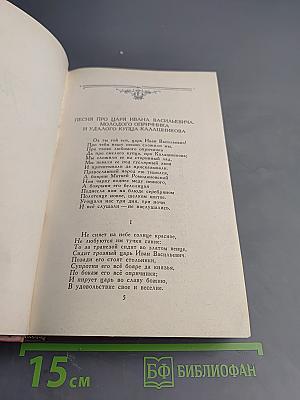 ПЕСНЯ ПРО ЦАРЯ ИВАНА ВАСИЛЬЕВИЧА,
МОЛОДОГО ОПРИЧНИКА
И УДАЛОГО КУПЦА КАЛАШНИКОВА
Ох ты гой еси, царь Иван Васильевич!
Про тебя нашу песню сложили мы,
Про твово любимого опричника
Да про смелого купца, про Калашникова;
Мы сложили ее на старинный лад,
Мы певали ее под гуслярный звон
И причитывали да присказывали.
Православный народ ею тешился,
А боярин Матвей Ромодановский
Нам чарку поднес меду пенного,
А боярыня его белолицая
Поднесла нам на блюде серебряном
Полотенце новое, шелком шитое.
Угощали нас три дни, три ночи,
И всё слушали — не наслушались.
I
Не сияет на небе солнце красное,
Не любуются им тучки синие:
То за трапезой сидит во златом венце,
Сидит грозный царь Иван Васильевич.
Позади его стоят стольники,
Супротив его всё бояре да князья,
По бокам его всё опричники;
И пирует царь во славу божию,
В удовольствие свое и веселие.
5
15 см
БФ БИБЛИОФАН